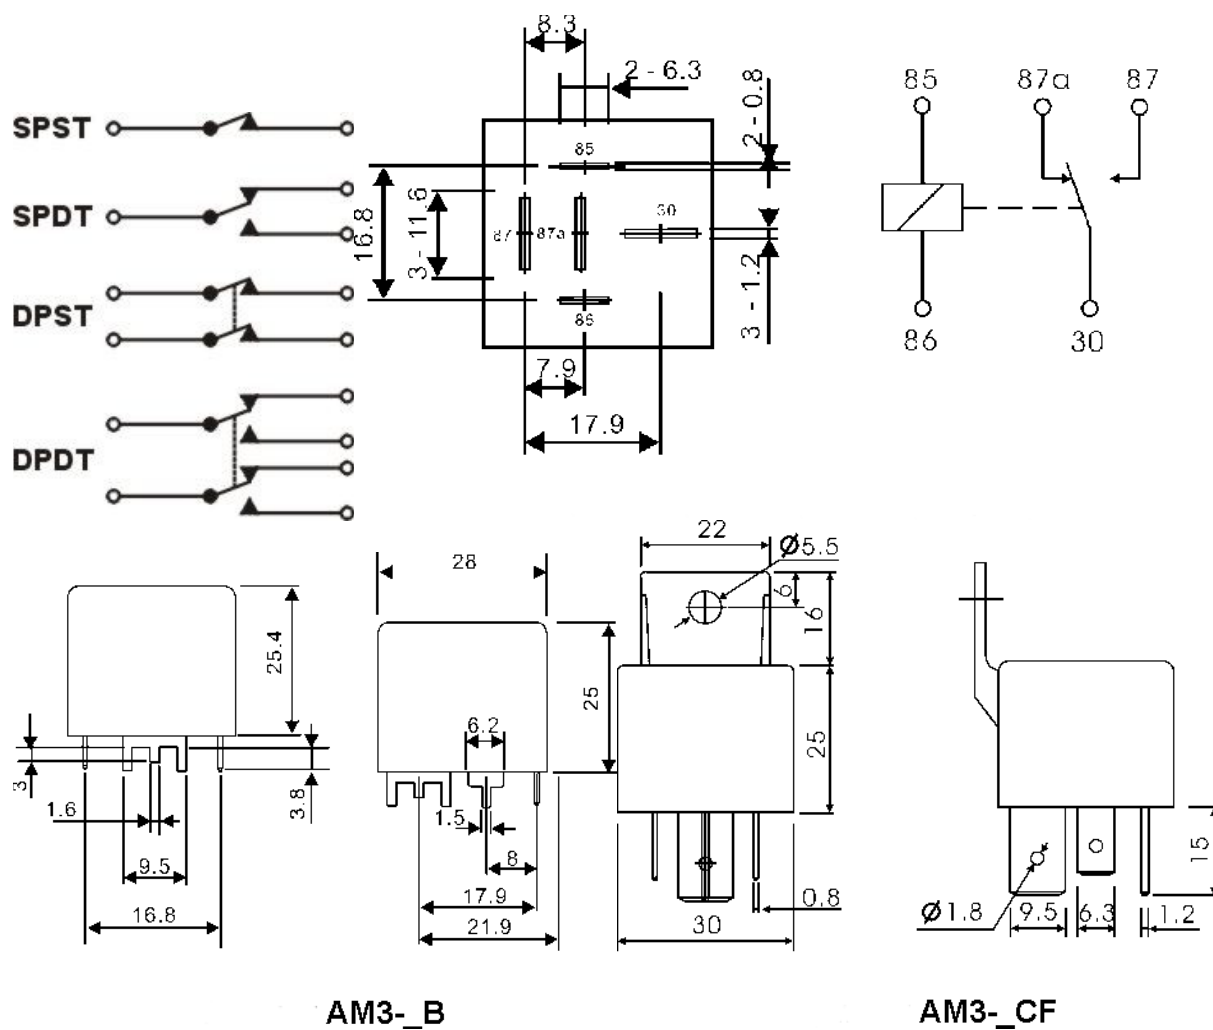 SPST
SPDT
DPST
DPDT
8.3
2 - 6.3
2 - 0.8
85
16.8
3 - 11.6
87
87a
30
86
3 - 1.2
7.9
17.9
85
87a
87
86
30
25.4
3
3.8
1.6
9.5
16.8
28
25
6.2
1.5
8
17.9
21.9
22
Ø5.5
6
16
25
0.8
30
15
Ø1.8
9.5
6.3
1.2
AM3-_B
AM3-_CF